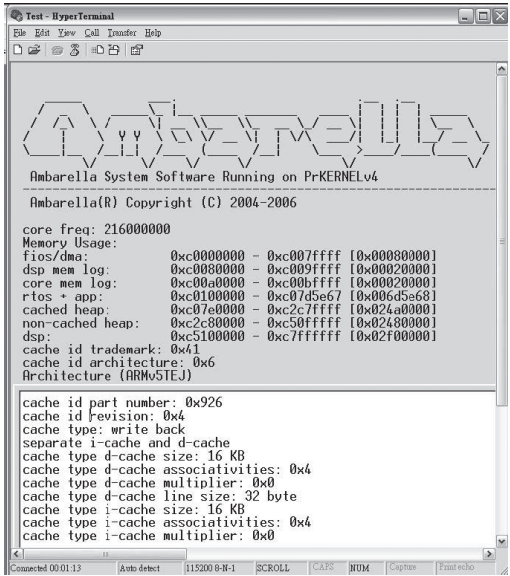 Test - HyperTerminal
File Edit View Call Transfer Help
Ambarella
Ambarella System Software Running on PrKERNELv4
Ambarella(R) Copyright (C) 2004-2006
core freq: 216000000
Memory Usage:
fios/dma: 0xc0000000 - 0xc007ffff [0x00080000]
dsp mem log: 0xc0080000 - 0xc009ffff [0x00020000]
core mem log: 0xc00a0000 - 0xc00bffff [0x00020000]
rtos + app: 0xc0100000 - 0xc07d5e67 [0x006d5e68]
cached heap: 0xc07e0000 - 0xc2c7ffff [0x024a0000]
non-cached heap: 0xc2c80000 - 0xc50fffff [0x02480000]
dsp: 0xc5100000 - 0xc7ffffff [0x02f00000]
cache id trademark: 0x41
cache id architecture: 0x6
Architecture (ARMv5TEJ)
cache id part number: 0x926
cache id revision: 0x4
cache type: write back
separate i-cache and d-cache
cache type d-cache size: 16 KB
cache type d-cache associativities: 0x4
cache type d-cache multiplier: 0x0
cache type d-cache line size: 32 byte
cache type i-cache size: 16 KB
cache type i-cache associativities: 0x4
cache type i-cache multiplier: 0x0
Connected 00:01:13 Auto detect 115200 8-N-1 SCROLL CAPS NUM Capture Print echo